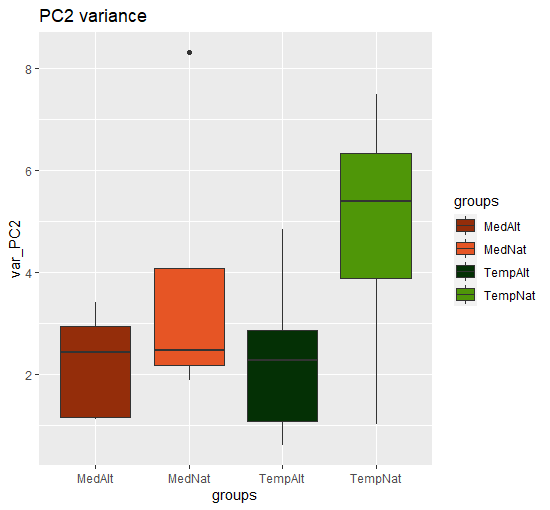 PC2 variance
var_PC2
8
6
4
2
MedAlt
MedNat
TempAlt
TempNat
groups
groups
MedAlt
MedNat
TempAlt
TempNat